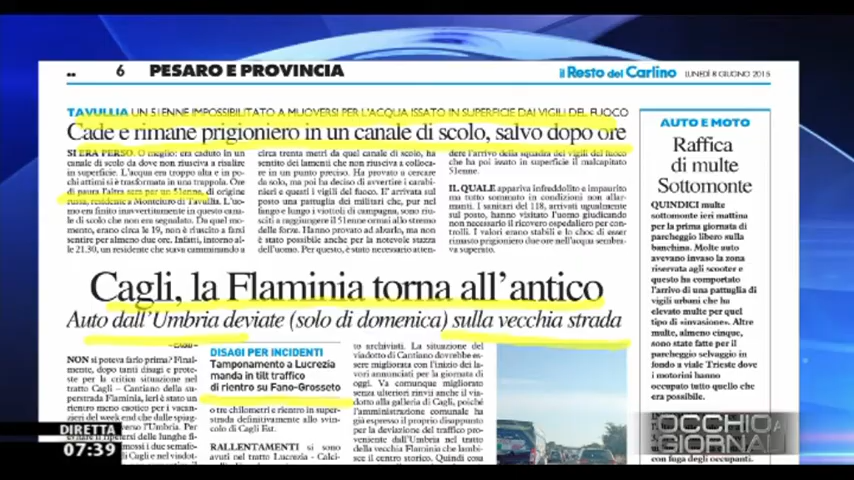 6 PESARO E PROVINCIA
il Resto del Carlino LUNEDÌ 8 GIUGNO 2015
TAVULLIA UN 51ENNE IMPOSSIBILITATO A MUOVERSI PER L'ACQUA ISSATO IN SUPERFICIE DAI VIGILI DEL FUOCO
Cade e rimane prigioniero in un canale di scolo, salvo dopo ore
SI ERA PERSO. O meglio: era caduto in un
canale di scolo da dove non era riusciva a risalire
in superficie. L'acqua era troppo alta e in po-
chi attimi si è trasformata in una trappola. Ore
di paura l'altra sera per un 51enne, di origine
russa, residente a Monteluro di Tavullia. L'uo-
mo era finito inavvertitamente in questo cana-
le di scolo che non era segnalato. Da quel mo-
mento, erano circa le 19, non è riuscito a farsi
sentire per almeno due ore. Infatti, intorno al-
le 21.30, un residente che stava camminando a
circa trenta metri da quel canale di scolo, ha
sentito dei lamenti che non riusciva a colloca-
re in un punto preciso. Ha provato a cercare
da solo, ma poi ha deciso di avvertire i carabi-
nieri e questi i vigili del fuoco. E' arrivata sul
posto una pattuglia dei militari che, pur nel
fango e lungo i viottoli di campagna, sono riu-
sciti a raggiungere il 51enne ormai allo stremo
delle forze. Hanno provato ad alzarlo, ma non
è stato possibile anche per la notevole stazza
dell'uomo. Per questo, è stato necessario atten-
dere l'arrivo della squadra dei vigili del fuoco
che ha poi issato in superficie il malcapitato
51enne.
IL QUALE appariva infreddolito e impaurito
ma tutto sommato in condizioni non allar-
manti. I sanitari del 118, arrivati ugualmente
sul posto, hanno visitato l'uomo giudicando
non necessario il ricovero ospedaliero per con-
trolli. I valori erano stabili e lo choc di esser
rimasto prigioniero due ore nell'acqua sembra-
va superato.
Cagli, la Flaminia torna all'antico
Auto dall'Umbria deviate (solo di domenica) sulla vecchia strada
– CAGLI –
NON si poteva farlo prima? Final-
mente, dopo tanti disagi e prote-
ste per la critica situazione nel
tratto Cagli – Cantiano della su-
perstrada Flaminia, ieri è stato un
rientro meno caotico per i vacan-
zieri del week end che dalle spiag-
verso l'Umbria. Per
delle lunghe fi-
mossi i due semafo-
Cagli e nel viadot-
DISAGI PER INCIDENTI
Tamponamento a Lucrezia
manda in tilt traffico
di rientro su Fano-Grosseto
o tre chilometri e rientro in super-
strada definitivamente allo svin-
colo di Cagli Est.
RALLENTAMENTI si sono
avuti nel tratto Lucrezia - Calci-
to archiviati. La situazione del
viadotto di Cantiano dovrebbe es-
sere migliorata con l'inizio dei la-
vori annunciati per la giornata di
oggi. Va comunque migliorato
senza ulteriori rinvii anche il via-
dotto alla galleria di Cagli, poiché
l'amministrazione comunale ha
già espresso il proprio disappunto
per la deviazione del traffico pro-
veniente dall'Umbria nel tratto
della vecchia Flaminia che lambi-
sce il centro storico. Quindi cosa
AUTO E MOTO
Raffica
di multe
Sottomonte
QUINDICI multe
sottomonte ieri mattina
per la prima giornata di
parcheggio libero sulla
banchina. Molte auto
avevano invaso la zona
riservata agli scooter e
questo ha comportato
l'arrivo di una pattuglia di
vigili urbani che ha
elevato multe per quel
tipo di «invasione». Altre
multe, almeno cinque,
sono state fatte per il
parcheggio selvaggio in
fondo a viale Trieste dove
i motorini hanno
occupato tutto quello che
era possibile.
con fuga degli occupanti.
DIRETTA
07:39
OCCHIO AI
GIORNALI